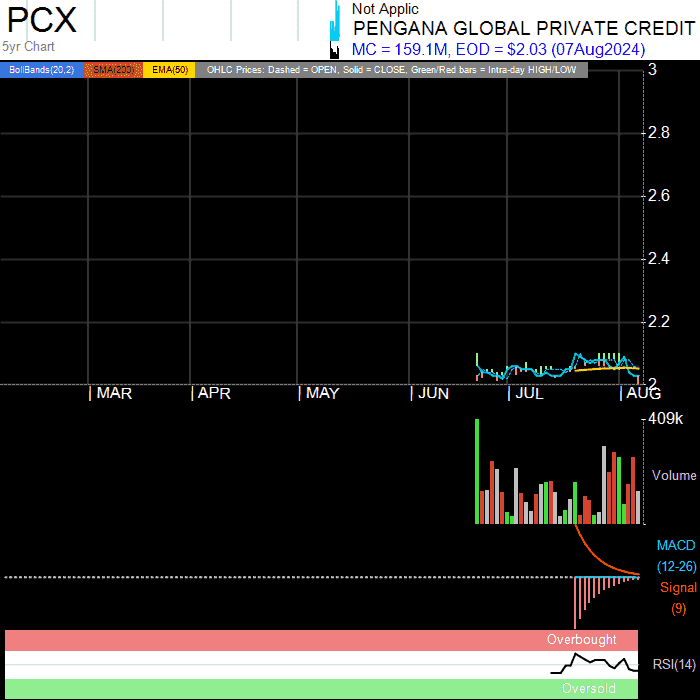 PCX
5yr Chart
Not Applic
PENGANA GLOBAL PRIVATE CREDIT
MC = 159.1M, EOD = $2.03 (07Aug2024)
BollBands(20,2) SMA(200) EMA(50) OHLC Prices: Dashed = OPEN, Solid = CLOSE, Green/Red bars = Intra-day HIGH/LOW
3
2.8
2.6
2.4
2.2
2
MAR APR MAY JUN JUL AUG
409k
Volume
MACD
(12-26)
Signal
(9)
Overbought
RSI(14)
Oversold